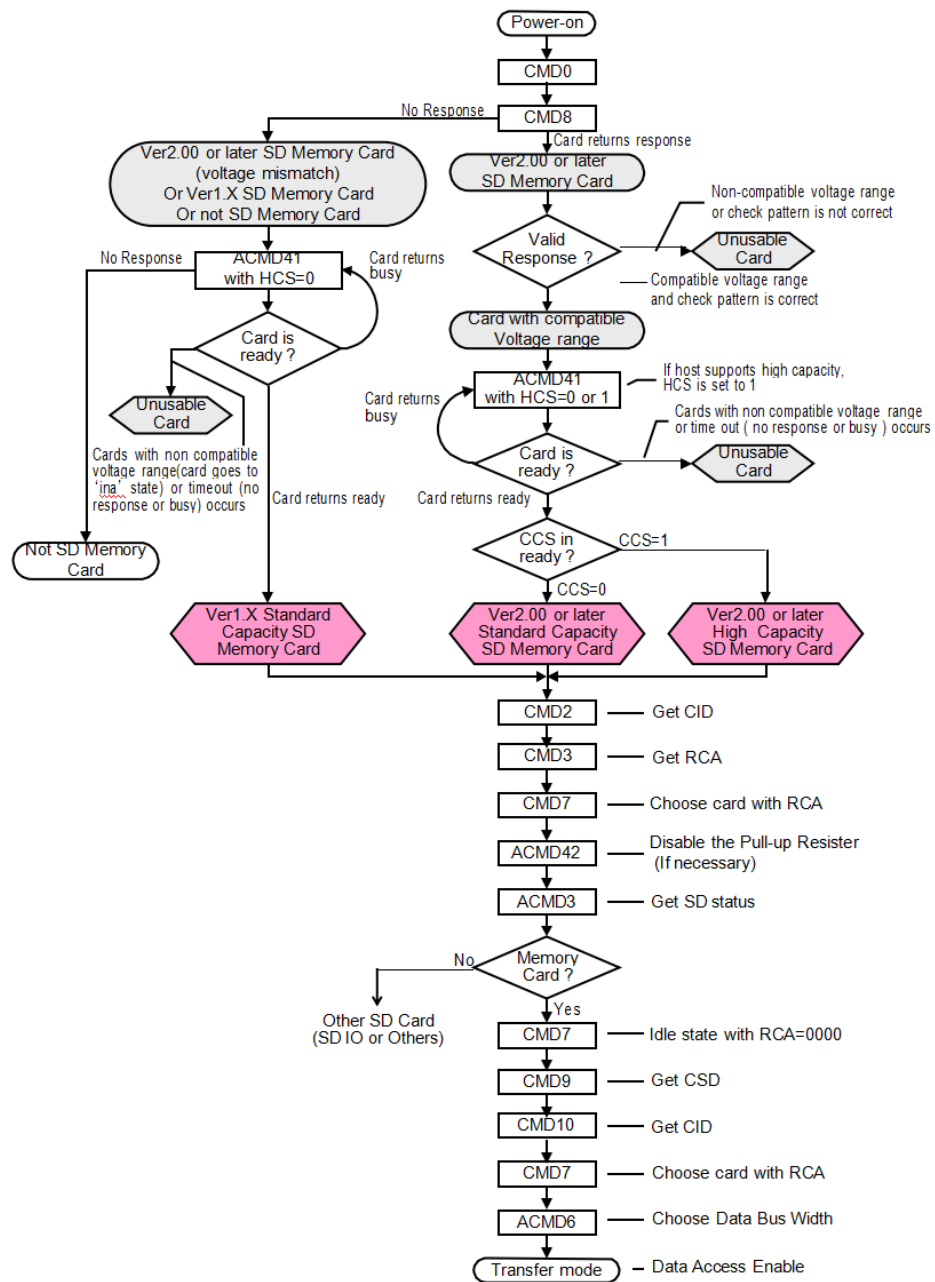 Power-on
CMD0
No Response
CMD8
Card returns response
Ver2.00 or later SD Memory Card
(voltage mismatch)
Or Ver1.X SD Memory Card
Or not SD Memory Card
Ver2.00 or later
SD Memory Card
Non-compatible voltage range
or check pattern is not correct
Valid
Response ?
Unusable
Card
Compatible voltage range
and check pattern is correct
No Response
ACMD41
with HCS=0
Card returns
busy
Card is
ready ?
Card with compatible
Voltage range
Unusable
Card
Card returns
busy
ACMD41
with HCS=0 or 1
If host supports high capacity,
HCS is set to 1
Cards with non compatible voltage range
or time out ( no response or busy ) occurs
Cards with non compatible
voltage range(card goes to
‘ina’ state) or timeout (no
response or busy) occurs
Card is
ready ?
Unusable
Card
Card returns ready
Card returns ready
Not SD Memory
Card
CCS in
ready ?
CCS=1
CCS=0
Ver1.X Standard
Capacity SD
Memory Card
Ver2.00 or later
Standard Capacity
SD Memory Card
Ver2.00 or later
High Capacity
SD Memory Card
CMD2
Get CID
CMD3
Get RCA
CMD7
Choose card with RCA
ACMD42
Disable the Pull-up Register
(If necessary)
ACMD3
Get SD status
Memory
Card ?
No
Yes
Other SD Card
(SD IO or Others)
CMD7
Idle state with RCA=0000
CMD9
Get CSD
CMD10
Get CID
CMD7
Choose card with RCA
ACMD6
Choose Data Bus Width
Transfer mode
Data Access Enable